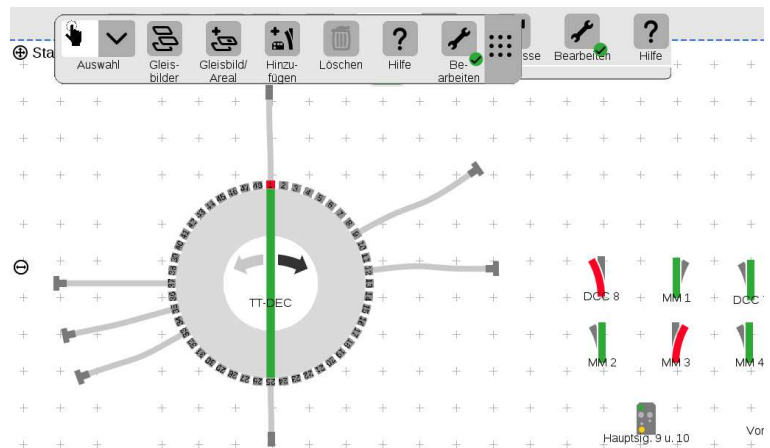 Sta
Auswahl
Gleis-
bilder
Gleisbild/
Areal
Hinzu-
fügen
Löschen
Hilfe
Be-
arbeiten
sse
Bearbeiten
Hilfe
TT-DEC
DCC 8
MM 1
DCC
MM 2
MM 3
MM 4
Hauptsig. 9 u. 10
Vor